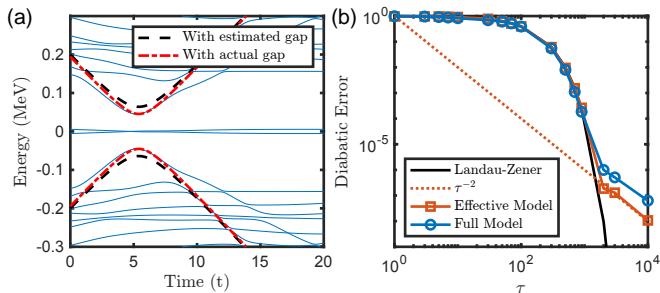 (a)
With estimated gap
With actual gap
0.3
0.2
0.1
0
-0.1
-0.2
-0.3
Energy (MeV)
0
5
10
15
20
Time (t)
(b)
10^0
10^-5
Diabatic Error
Landau-Zener
τ^-2
Effective Model
Full Model
10^0
10^2
10^4
τ